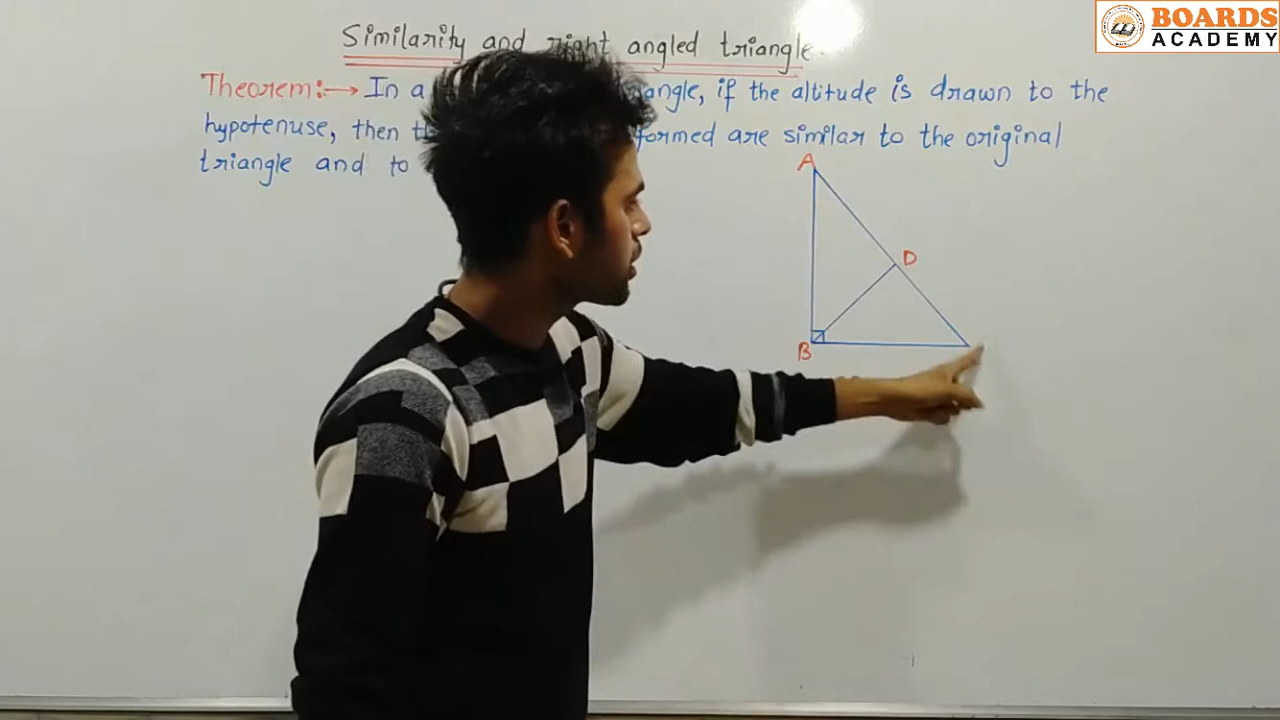 BOARDS
ACADEMY
Similarity and right angled triangle.
Theorem:→ In a angle, if the altitude is drawn to the
hypotenuse, then formed are similar to the original
triangle and to
A
D
B